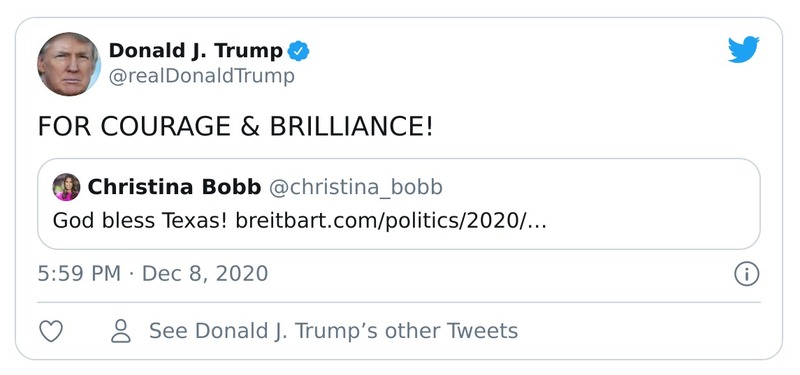 Donald J. Trump
@realDonaldTrump
FOR COURAGE & BRILLIANCE!
Christina Bobb @christina_bobb
God bless Texas! breitbart.com/politics/2020/…
5:59 PM · Dec 8, 2020
See Donald J. Trump’s other Tweets